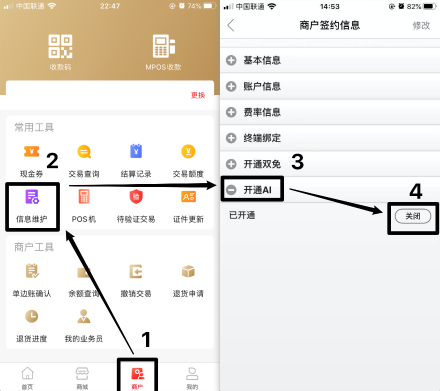 中国联通
22:47
74%
收款码
MPOS收款
更换
常用工具
现金券
交易查询
结算记录
交易额度
2
信息维护
POS机
待验证交易
证件更新
商户工具
单边账确认
余额查询
撤销交易
退货申请
退货进度
我的业务员
1
首页
商城
商户
我的
中国联通
14:53
82%
商户签约信息
修改
基本信息
账户信息
费率信息
终端绑定
开通双免
3
开通AI
4
已开通
关闭